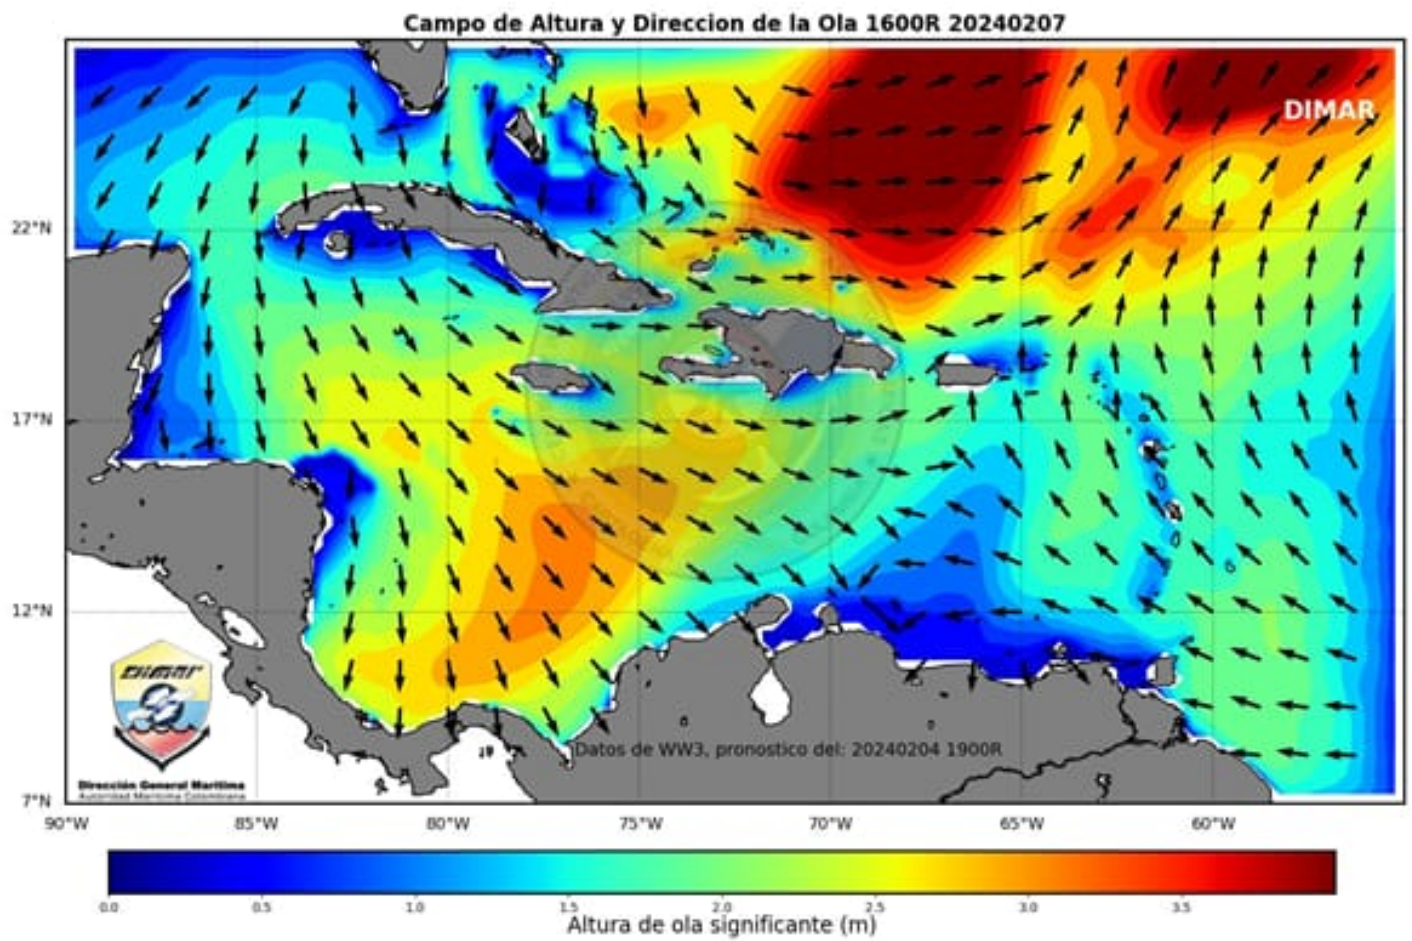 Campo de Altura y Direccion de la Ola 1600R 20240207
DIMAR
22°N
17°N
12°N
7°N
Dimar
Dirección General Marítima
Autoridad Marítima Colombiana
Datos de WW3, pronostico del: 20240204 1900R
90°W 85°W 80°W 75°W 70°W 65°W 60°W
0.0 0.5 1.0 1.5 2.0 2.5 3.0 3.5
Altura de ola significante (m)